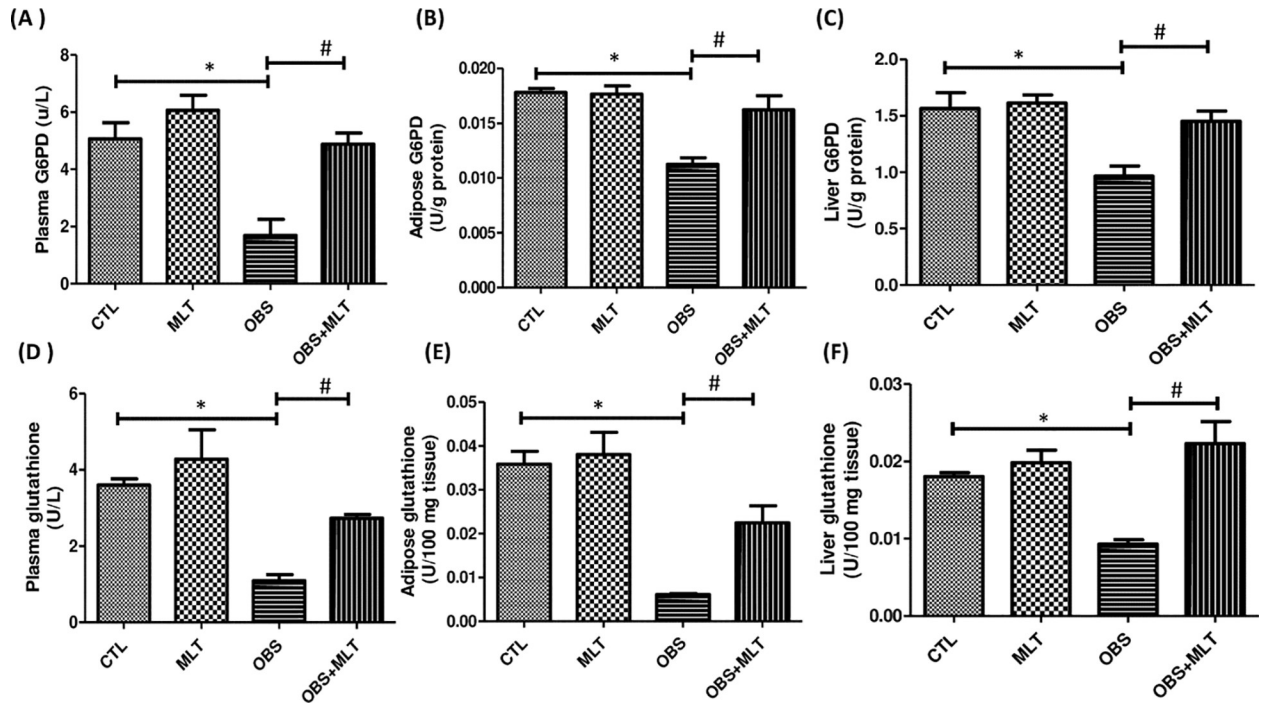 (A )
Plasma G6PD (u/L)
8
6
4
2
0
*
#
CTL
MLT
OBS
OBS+MLT
(B)
Adipose G6PD
(U/g protein)
0.020
0.015
0.010
0.005
0.000
*
#
CTL
MLT
OBS
OBS+MLT
(C)
Liver G6PD
(U/g protein)
2.0
1.5
1.0
0.5
0.0
*
#
CTL
MLT
OBS
OBS+MLT
(D)
Plasma glutathione
(U/L)
6
4
2
0
*
#
CTL
MLT
OBS
OBS+MLT
(E)
Adipose glutathione
(U/100 mg tissue)
0.05
0.04
0.03
0.02
0.01
0.00
*
#
CTL
MLT
OBS
OBS+MLT
(F)
Liver glutathione
(U/100 mg tissue)
0.03
0.02
0.01
0.00
*
#
CTL
MLT
OBS
OBS+MLT